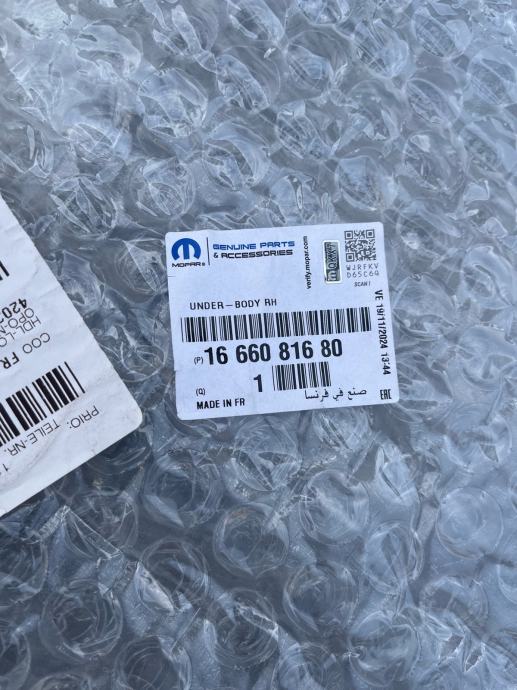 MOPAR®
GENUINE PARTS
& ACCESSORIES
verify.mopar.com
WJRFKV
D65C6Q
SCAN!
UNDER-BODY RH
(P) 16 660 816 80
VE 19/11/2024 13:44
(Q) 1
MADE IN FR
صنع في فرنسا
EAC
COO FR
PRIO:
TEILE-NR.